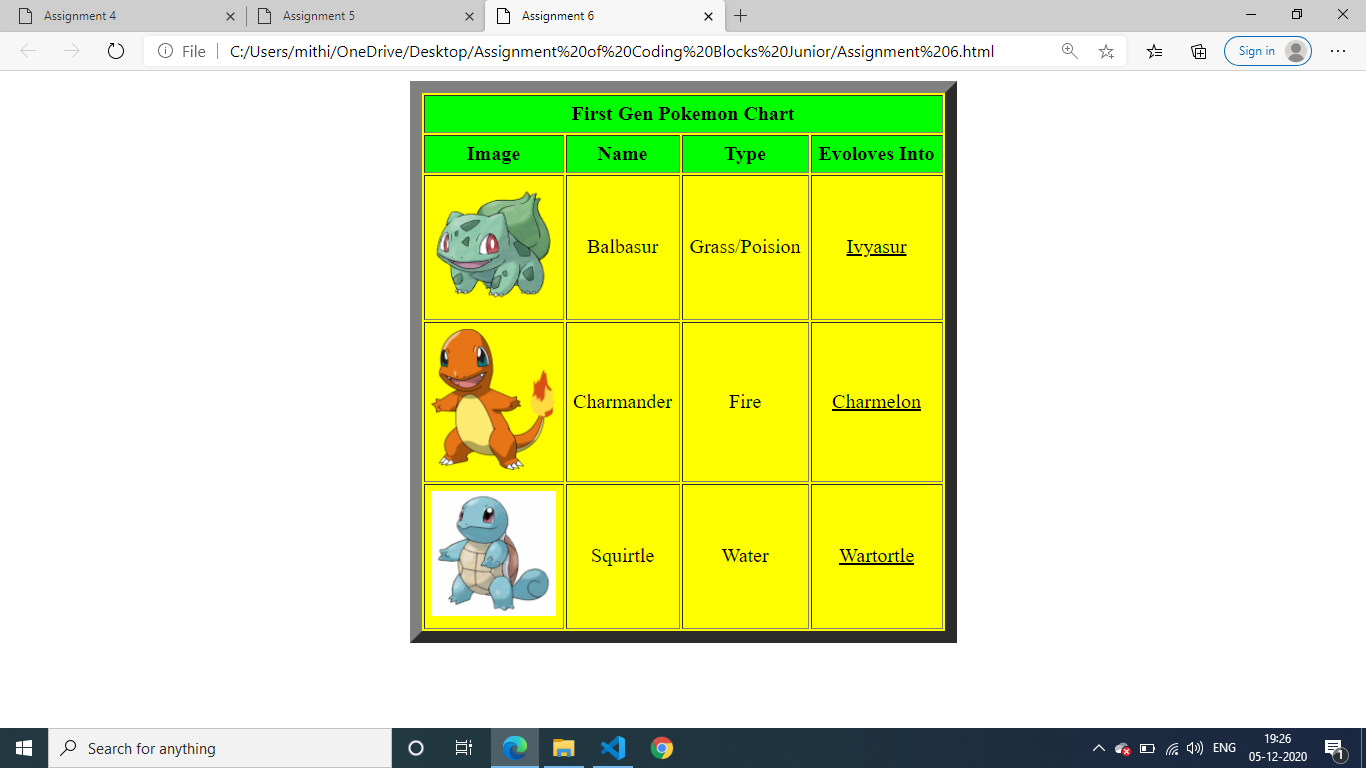 Assignment 4
Assignment 5
Assignment 6
File
C:/Users/mithi/OneDrive/Desktop/Assignment%20of%20Coding%20Blocks%20Junior/Assignment%206.html
Sign in
First Gen Pokemon Chart
Image Name Type Evoloves Into
Balbasur Grass/Poision Ivyasur
Charmander Fire Charmelon
Squirtle Water Wartortle
Search for anything
ENG
19:26
05-12-2020
1